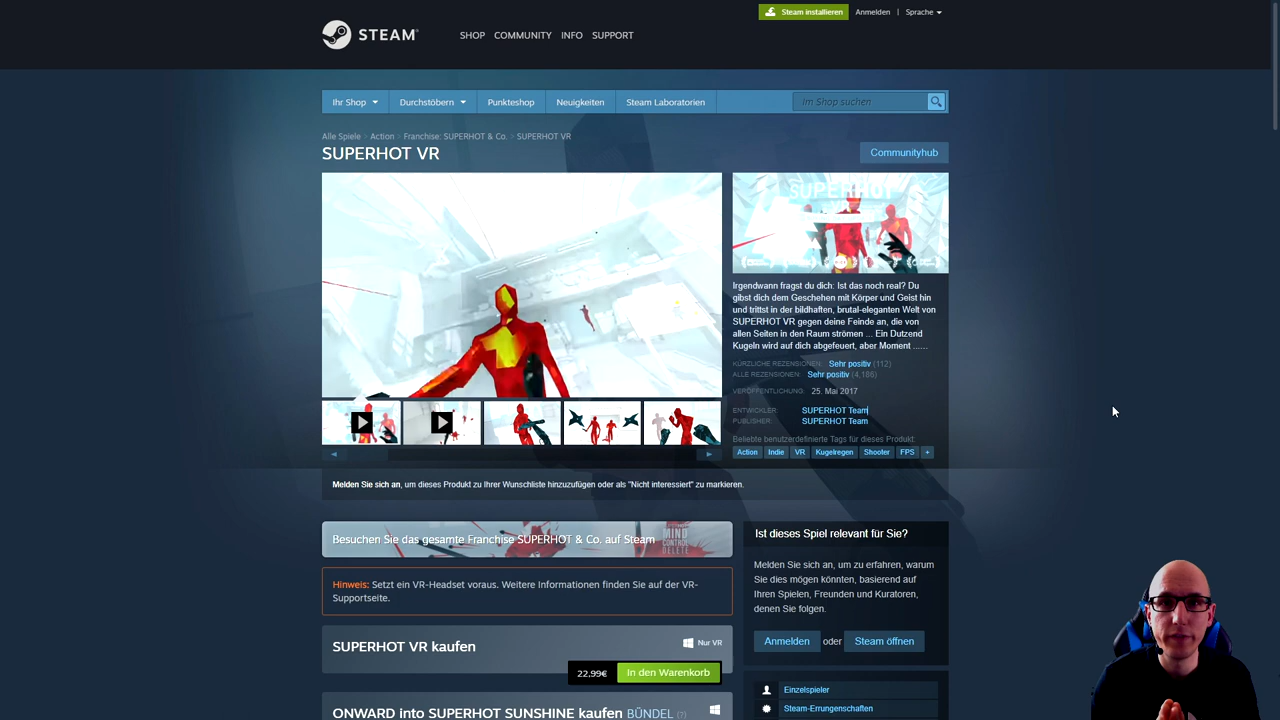 Steam installieren
Anmelden | Sprache
STEAM
SHOP COMMUNITY INFO SUPPORT
Ihr Shop Durchstöbern Punkteshop Neuigkeiten Steam Laboratorien
Im Shop suchen
Alle Spiele > Action > Franchise: SUPERHOT & Co. > SUPERHOT VR
SUPERHOT VR
Communityhub
SUPERHOT
VR
Irgendwann fragst du dich: Ist das noch real? Du
gibst dich dem Geschehen mit Körper und Geist hin
und trittst in der bildhaften, brutal-eleganten Welt von
SUPERHOT VR gegen deine Feinde an, die von
allen Seiten in den Raum strömen ... Ein Dutzend
Kugeln wird auf dich abgefeuert, aber Moment ......
KÜRZLICHE REZENSIONEN: Sehr positiv (112)
ALLE REZENSIONEN: Sehr positiv (4,186)
VERÖFFENTLICHUNG: 25. Mai 2017
ENTWICKLER: SUPERHOT Team
PUBLISHER: SUPERHOT Team
Beliebte benutzerdefinierte Tags für dieses Produkt:
Action Indie VR Kugelregen Shooter FPS +
Melden Sie sich an, um dieses Produkt zu Ihrer Wunschliste hinzuzufügen oder als "Nicht interessiert" zu markieren.
Besuchen Sie das gesamte Franchise SUPERHOT & Co. auf Steam
MIND
CONTROL
DELETE
Hinweis: Setzt ein VR-Headset voraus. Weitere Informationen finden Sie auf der VR-
Supportseite.
SUPERHOT VR kaufen
Nur VR
22,99€ In den Warenkorb
ONWARD into SUPERHOT SUNSHINE kaufen BÜNDEL (?)
Ist dieses Spiel relevant für Sie?
Melden Sie sich an, um zu erfahren, warum
Sie dies mögen könnten, basierend auf
Ihren Spielen, Freunden und Kuratoren,
denen Sie folgen.
Anmelden oder Steam öffnen
Einzelspieler
Steam-Errungenschaften